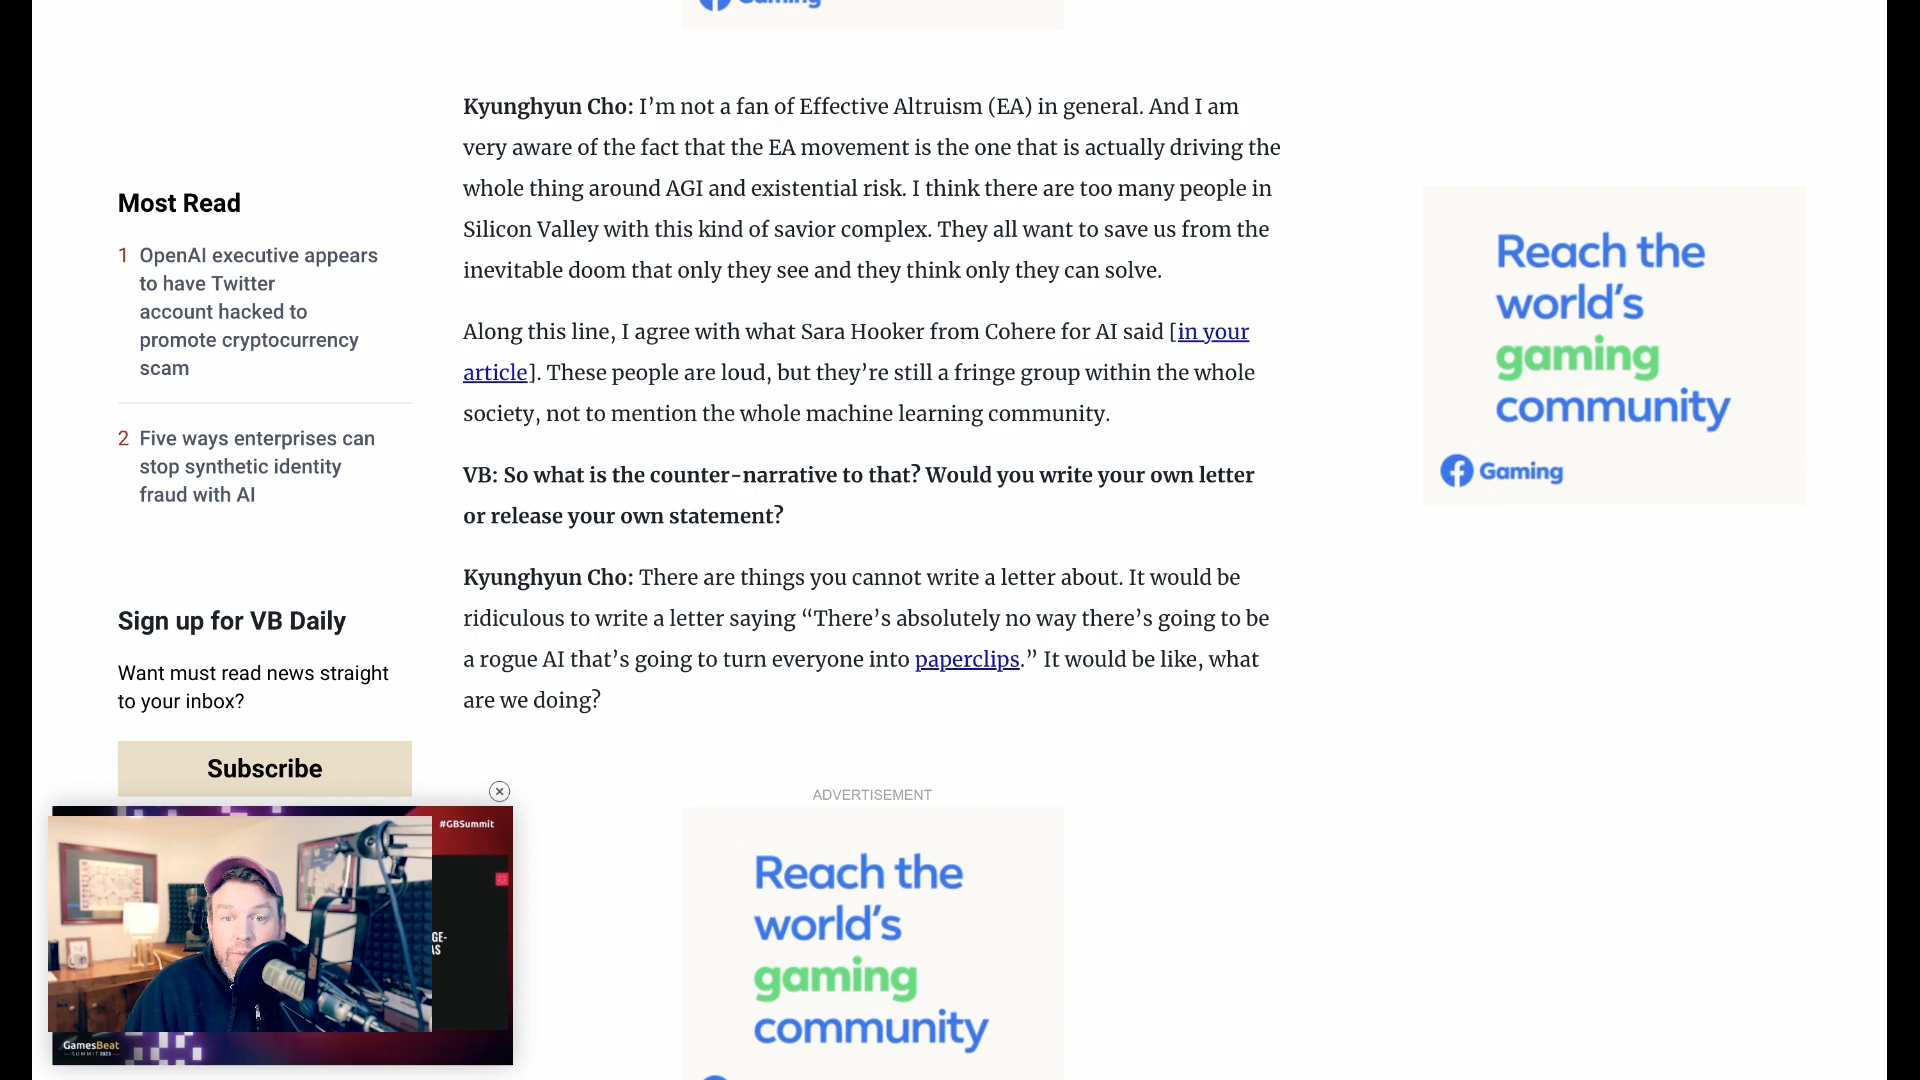 Gaming
Kyunghyun Cho: I’m not a fan of Effective Altruism (EA) in general. And I am
very aware of the fact that the EA movement is the one that is actually driving the
whole thing around AGI and existential risk. I think there are too many people in
Silicon Valley with this kind of savior complex. They all want to save us from the
inevitable doom that only they see and they think only they can solve.
Along this line, I agree with what Sara Hooker from Cohere for AI said [in your
article]. These people are loud, but they’re still a fringe group within the whole
society, not to mention the whole machine learning community.
VB: So what is the counter-narrative to that? Would you write your own letter
or release your own statement?
Kyunghyun Cho: There are things you cannot write a letter about. It would be
ridiculous to write a letter saying “There’s absolutely no way there’s going to be
a rogue AI that’s going to turn everyone into paperclips.” It would be like, what
are we doing?
Most Read
1 OpenAI executive appears
to have Twitter
account hacked to
promote cryptocurrency
scam
2 Five ways enterprises can
stop synthetic identity
fraud with AI
Sign up for VB Daily
Want must read news straight
to your inbox?
Subscribe
#GBSummit
GE-
AS
GamesBeat
SUMMIT 2023
Reach the
world’s
gaming
community
Gaming
ADVERTISEMENT
Reach the
world’s
gaming
community